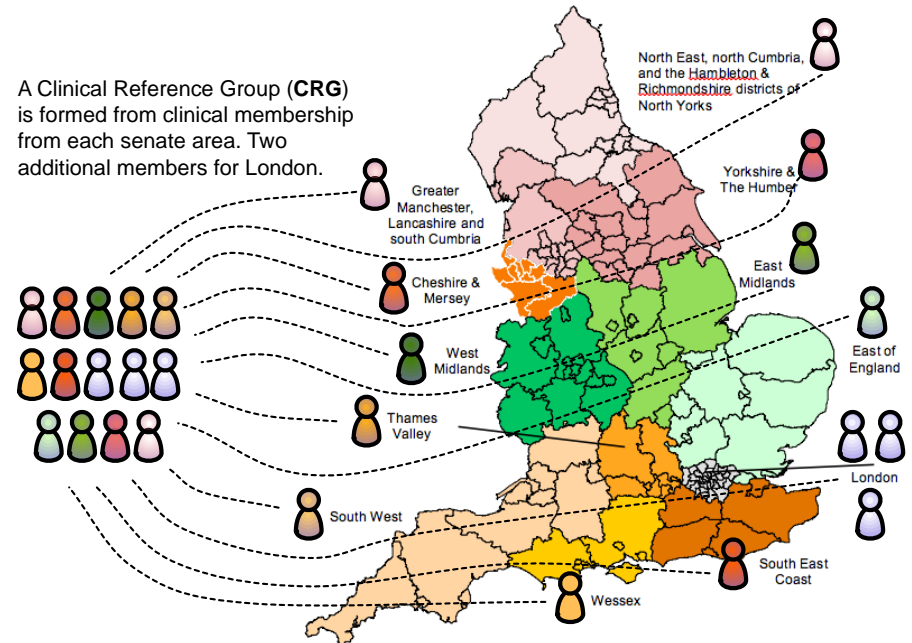 A Clinical Reference Group (CRG)
is formed from clinical membership
from each senate area. Two
additional members for London.
North East, north Cumbria,
and the Hambleton &
Richmondshire districts of
North Yorks
Yorkshire &
The Humber
Greater
Manchester,
Lancashire and
south Cumbria
Cheshire &
Mersey
East
Midlands
West
Midlands
East of
England
Thames
Valley
London
South West
South East
Coast
Wessex